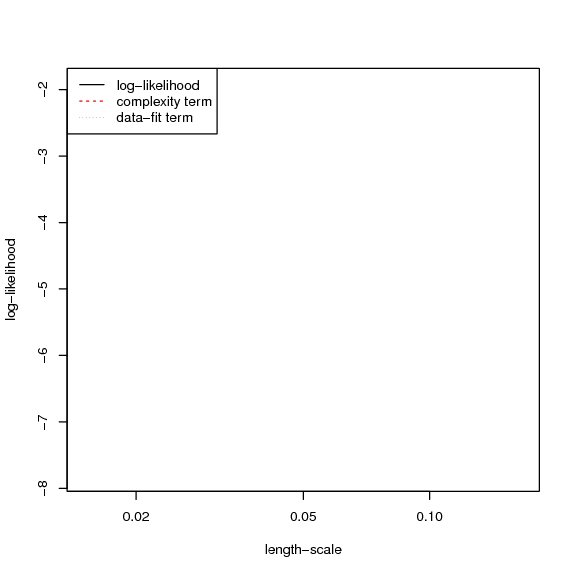 log−likelihood
complexity term
data−fit term
−2
−3
−4
−5
−6
−7
−8
log−likelihood
0.02 0.05 0.10
length−scale